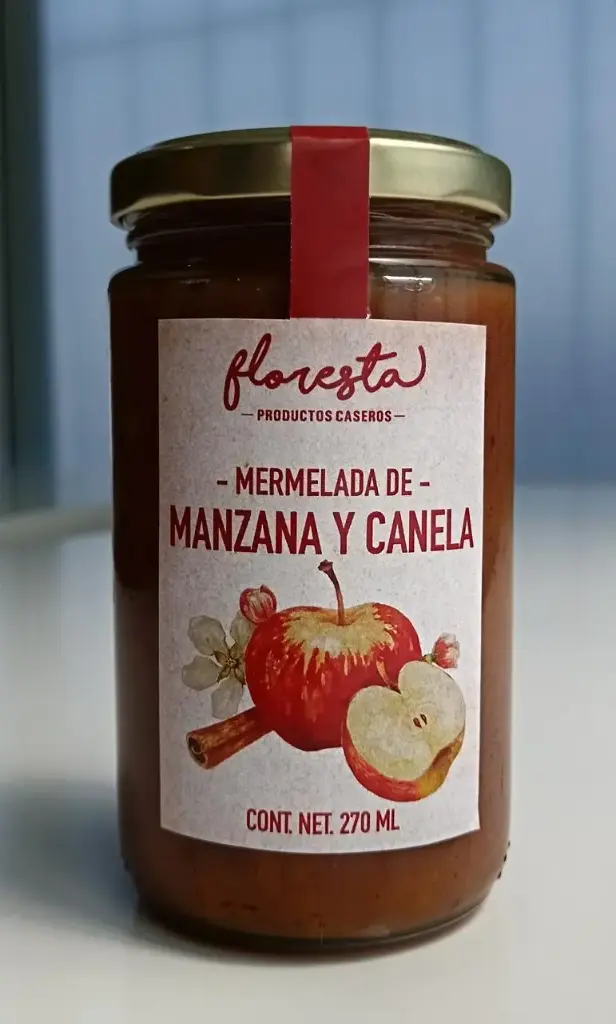 floresta
— PRODUCTOS CASEROS —
- MERMELADA DE -
MANZANA Y CANELA
CONT. NET. 270 ML